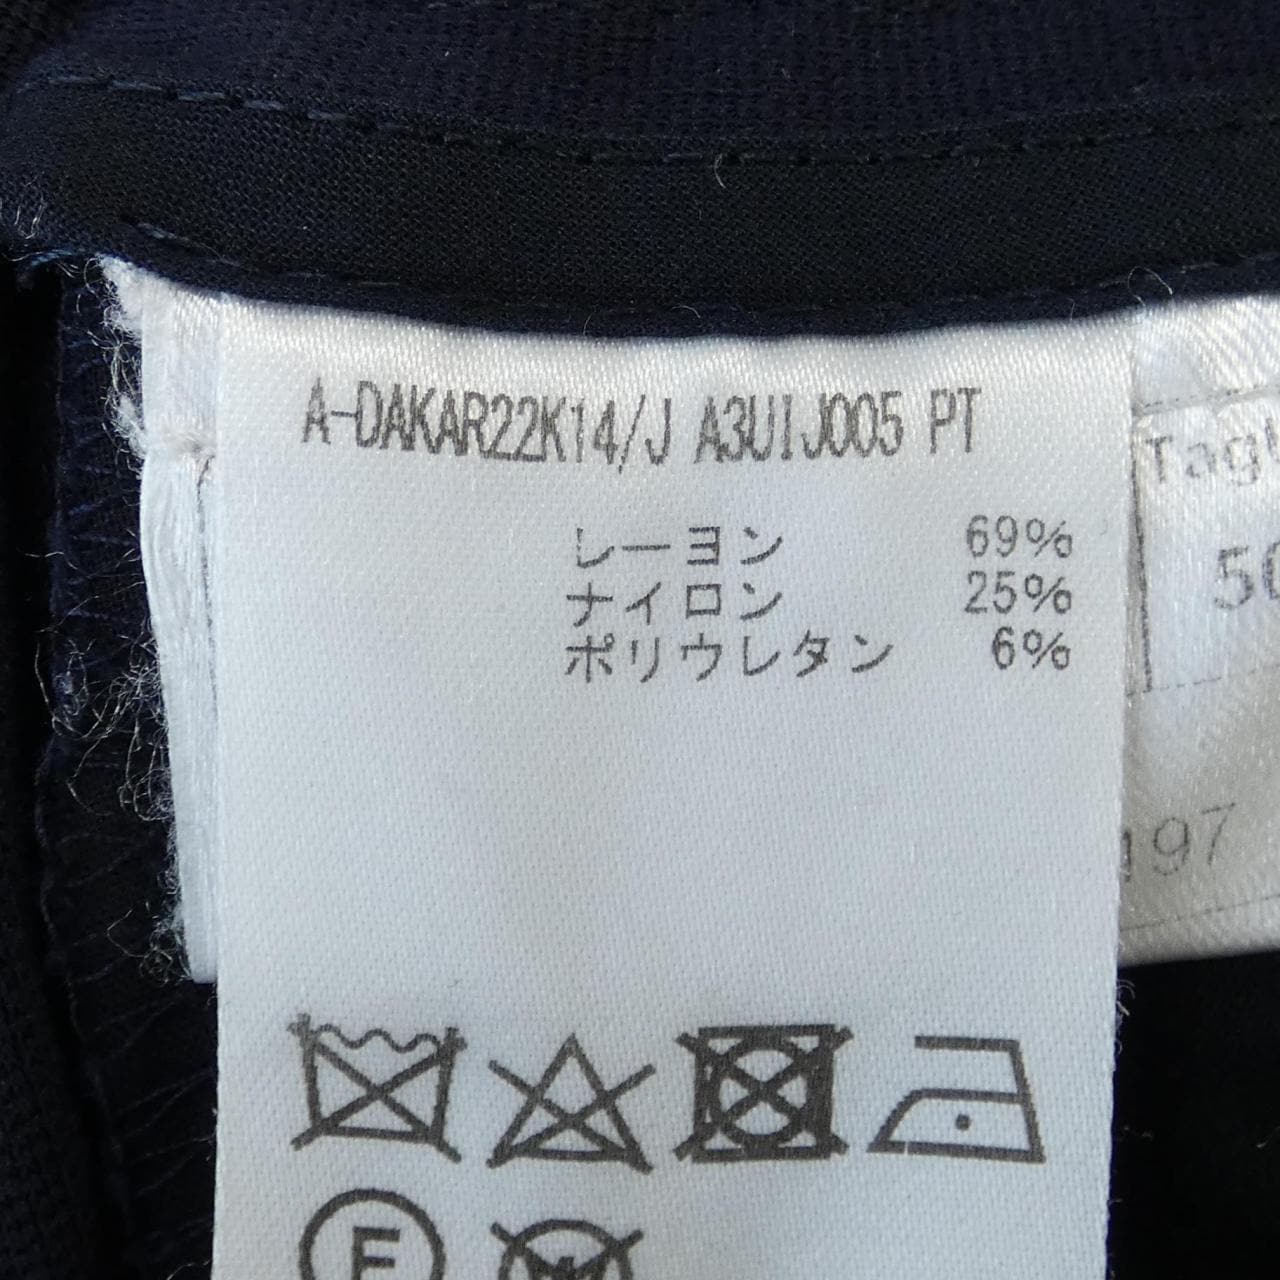 A-DAKAR22K14/J A3UIJ005 PT
レーヨン 69%
ナイロン 25%
ポリウレタン 6%
Tagl
50
97
F